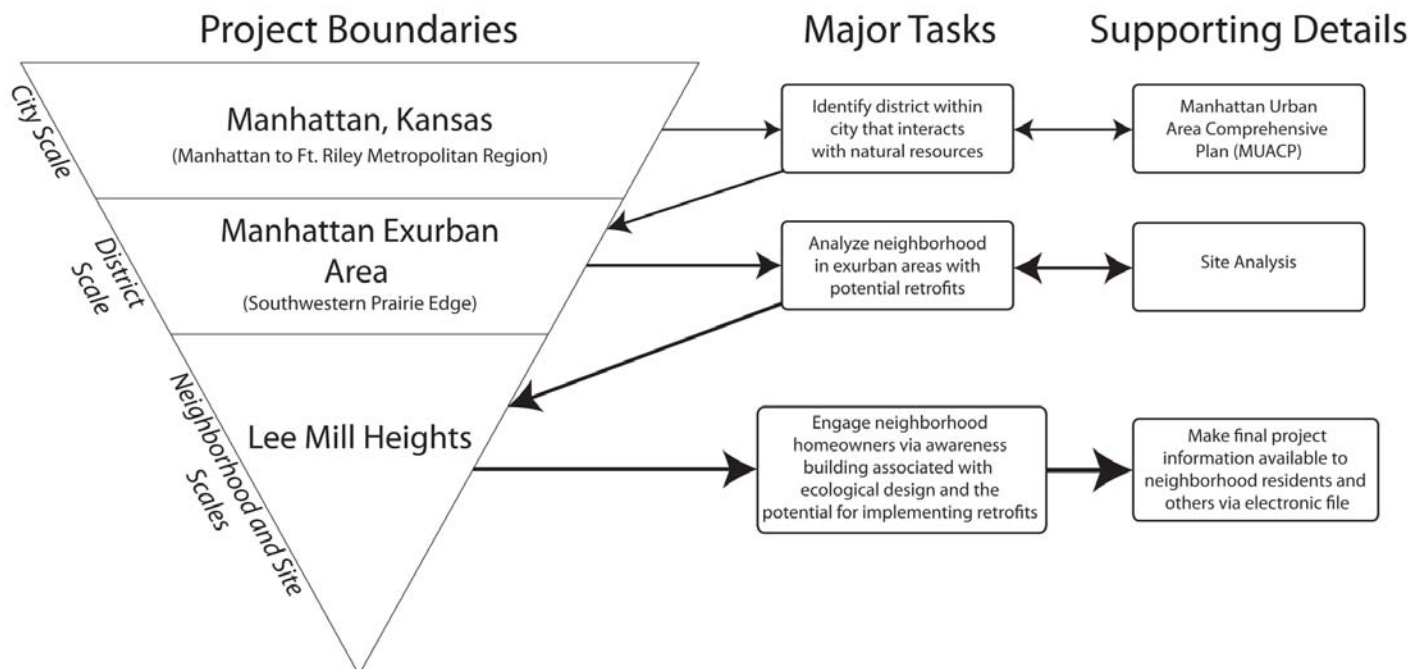 Project Boundaries
Major Tasks
Supporting Details
City Scale
Manhattan, Kansas
(Manhattan to Ft. Riley Metropolitan Region)
Identify district within
city that interacts
with natural resources
Manhattan Urban
Area Comprehensive
Plan (MUACP)
District
Scale
Manhattan Exurban
Area
(Southwestern Prairie Edge)
Analyze neighborhood
in exurban areas with
potential retrofits
Site Analysis
Neighborhood and Site
Scales
Lee Mill Heights
Engage neighborhood
homeowners via awareness
building associated with
ecological design and the
potential for implementing retrofits
Make final project
information available to
neighborhood residents and
others via electronic file